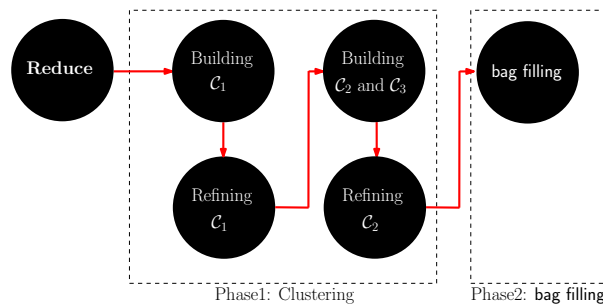 Reduce
Building
𝒞₁
Refining
𝒞₁
Building
𝒞₂ and 𝒞₃
Refining
𝒞₂
bag filling
Phase1: Clustering
Phase2: bag filling